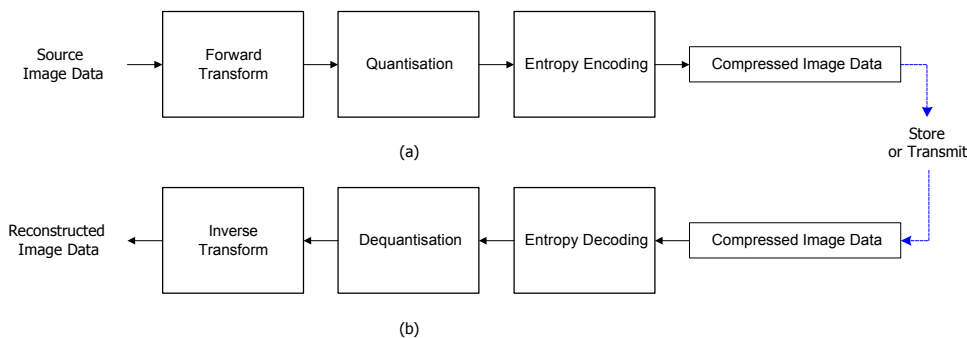 Source
Image Data
Forward
Transform
Quantisation
Entropy Encoding
Compressed Image Data
(a)
Store
or Transmit
Reconstructed
Image Data
Inverse
Transform
Dequantisation
Entropy Decoding
Compressed Image Data
(b)